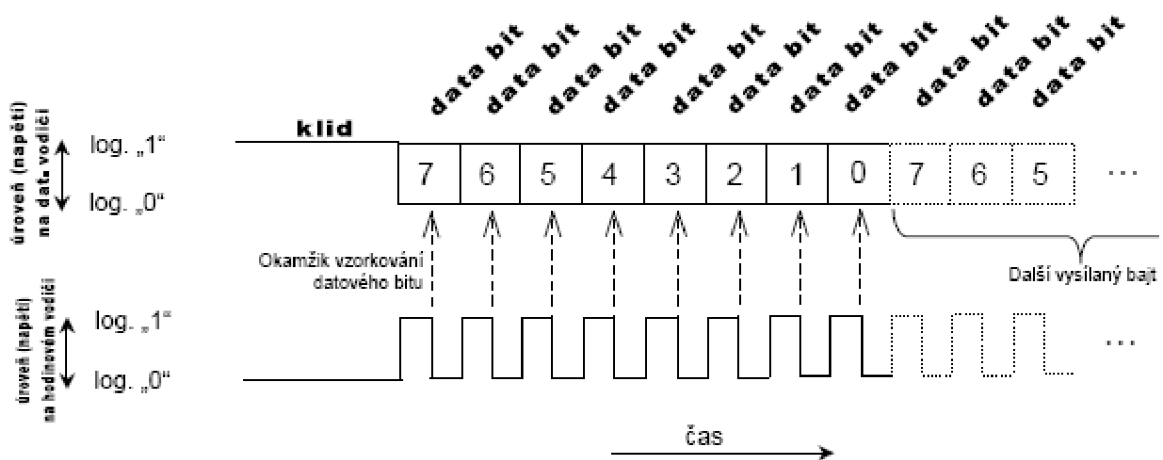 data bit
data bit
data bit
data bit
data bit
data bit
data bit
data bit
data bit
data bit
data bit
úroveň (napětí)
na dat. vodiči
log. „1“
log. „0“
klid
7 6 5 4 3 2 1 0 7 6 5 ...
Okamžik vzorkování
datového bitu
Další vysílaný bajt
úroveň (napětí)
na hodinovém vodiči
log. „1“
log. „0“
...
čas